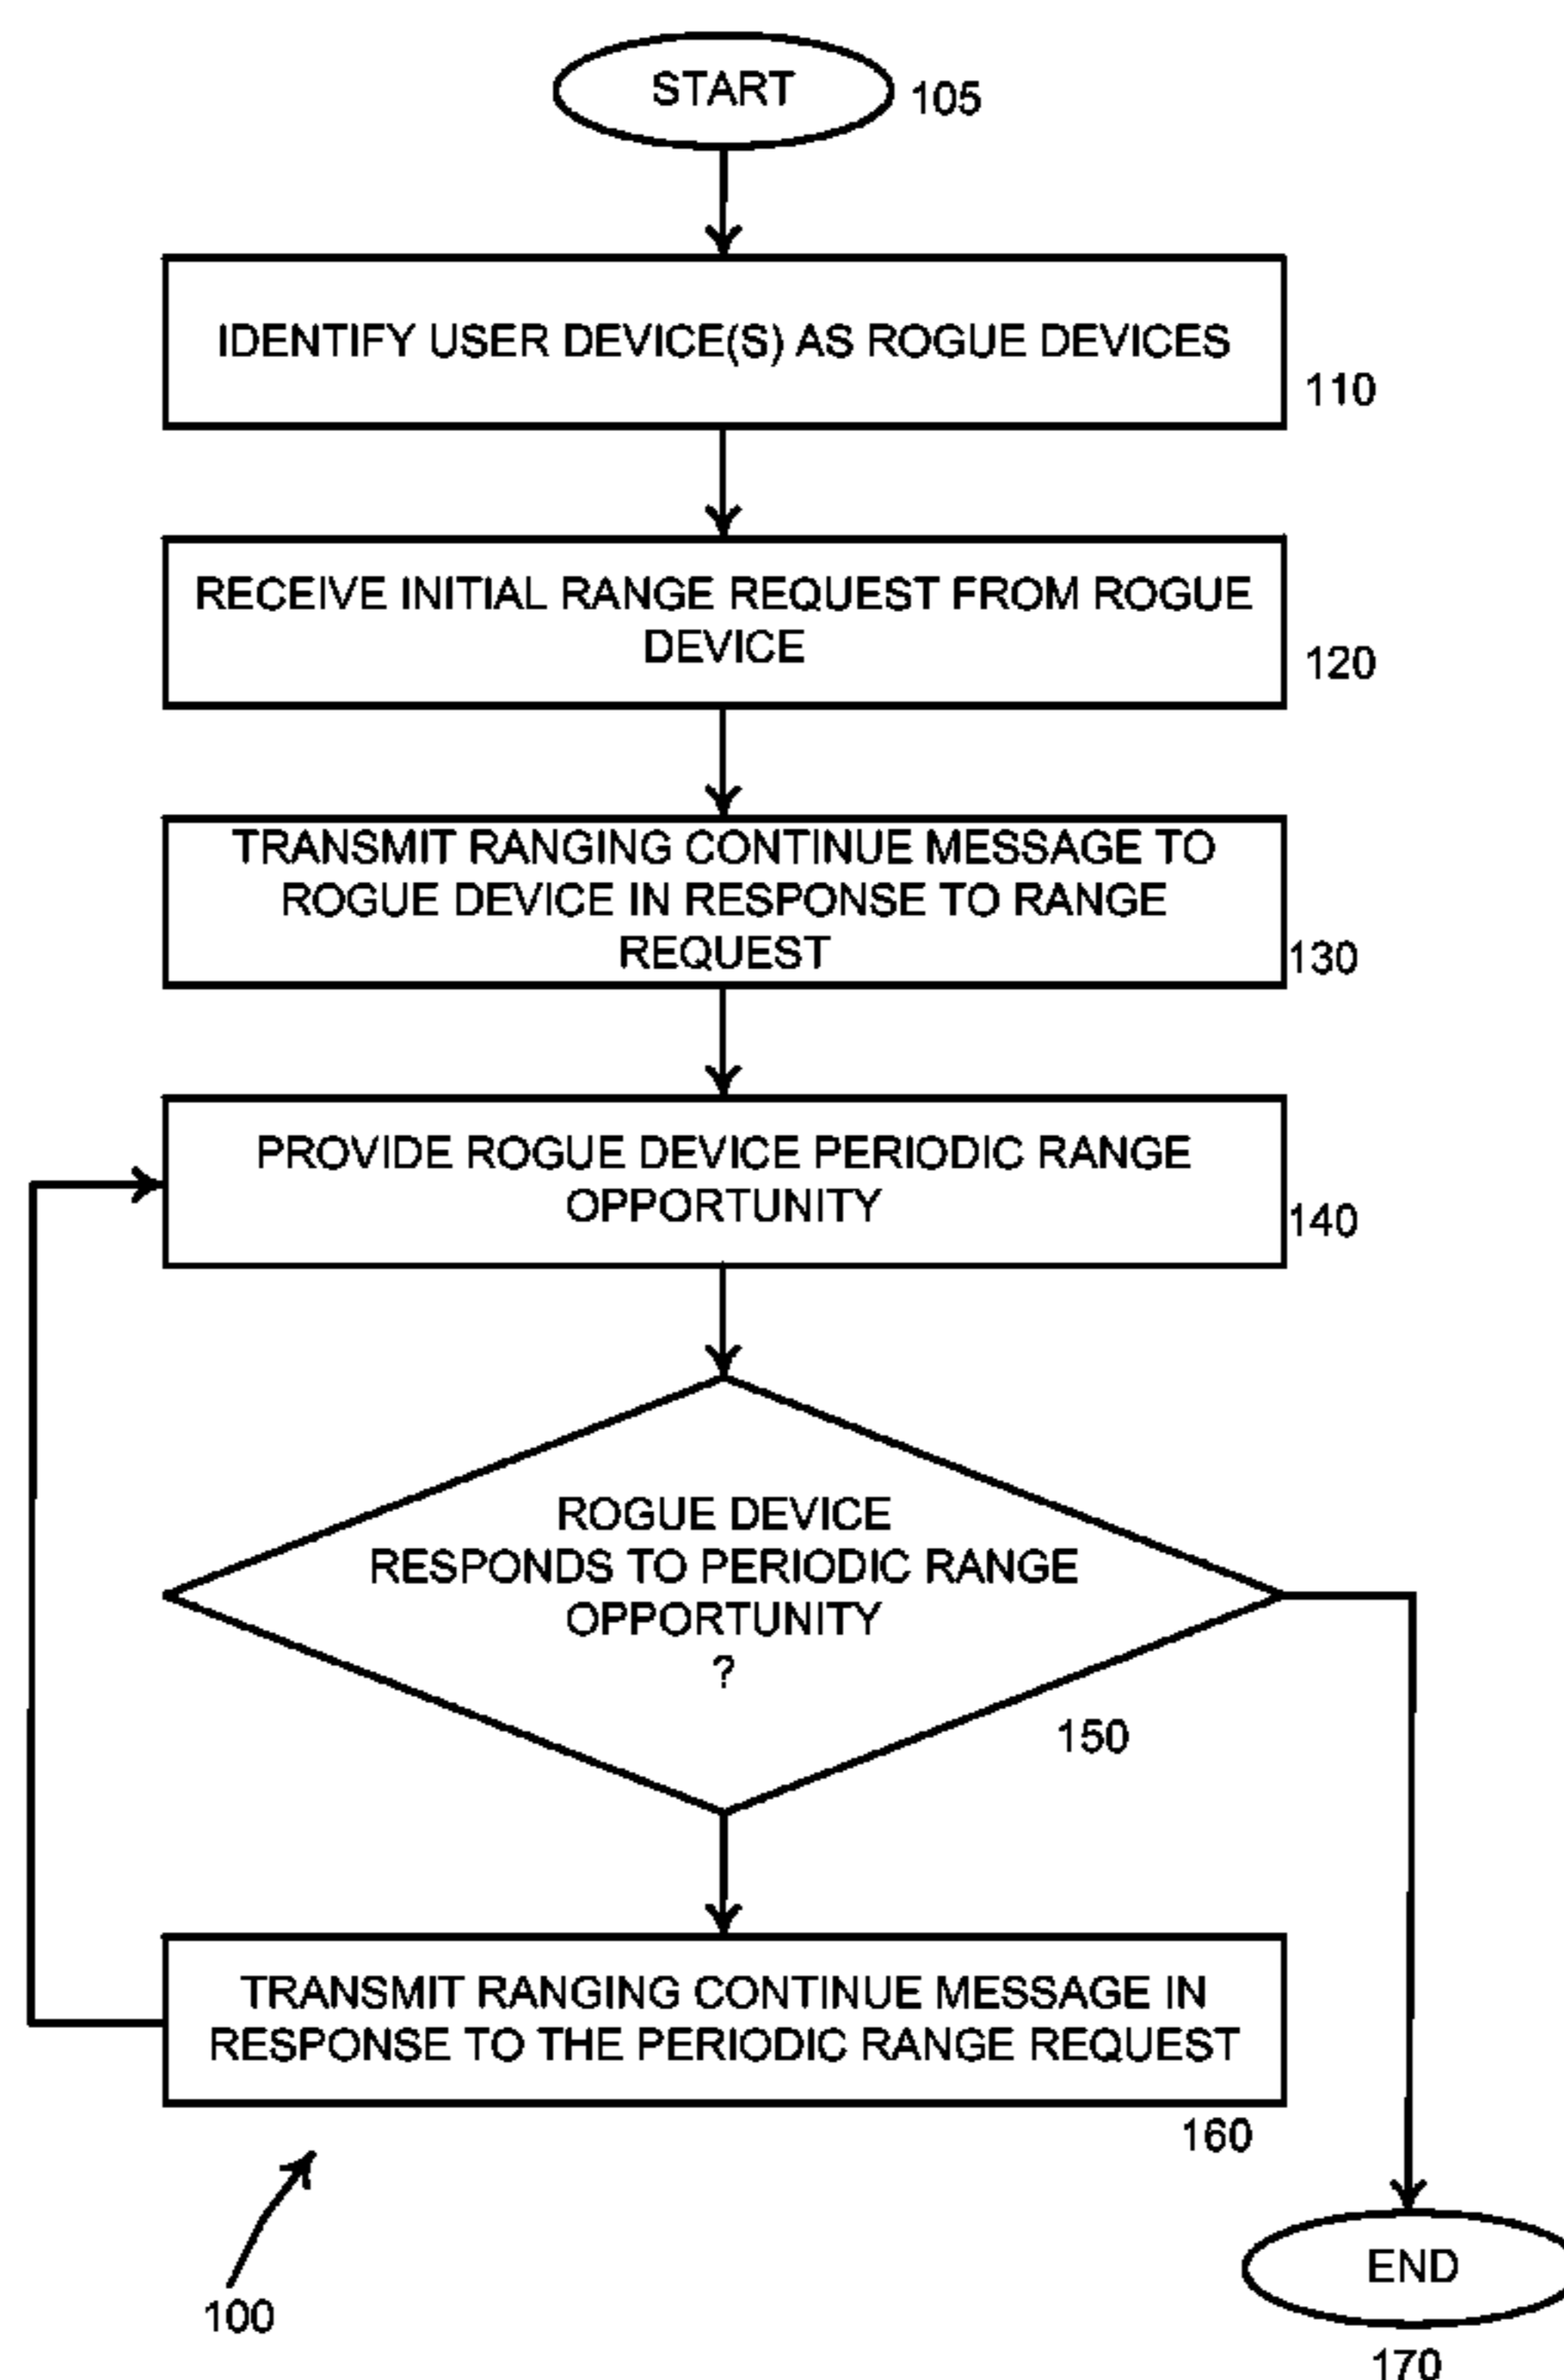 START
105
IDENTIFY USER DEVICE(S) AS ROGUE DEVICES
110
RECEIVE INITIAL RANGE REQUEST FROM ROGUE
DEVICE
120
TRANSMIT RANGING CONTINUE MESSAGE TO
ROGUE DEVICE IN RESPONSE TO RANGE
REQUEST
130
PROVIDE ROGUE DEVICE PERIODIC RANGE
OPPORTUNITY
140
ROGUE DEVICE
RESPONDS TO PERIODIC RANGE
OPPORTUNITY
?
150
TRANSMIT RANGING CONTINUE MESSAGE IN
RESPONSE TO THE PERIODIC RANGE REQUEST
160
100
END
170